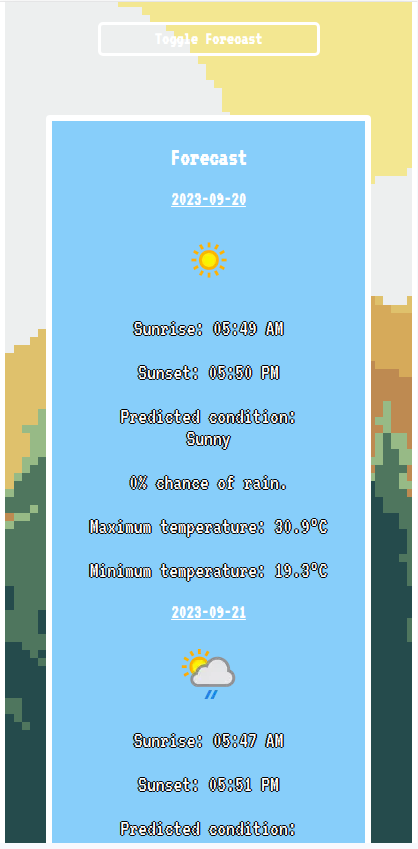 Toggle Forecast
Forecast
2023-09-20
Sunrise: 05:49 AM
Sunset: 05:50 PM
Predicted condition:
Sunny
0% chance of rain.
Maximum temperature: 30.9°C
Minimum temperature: 19.3°C
2023-09-21
Sunrise: 05:47 AM
Sunset: 05:51 PM
Predicted condition: